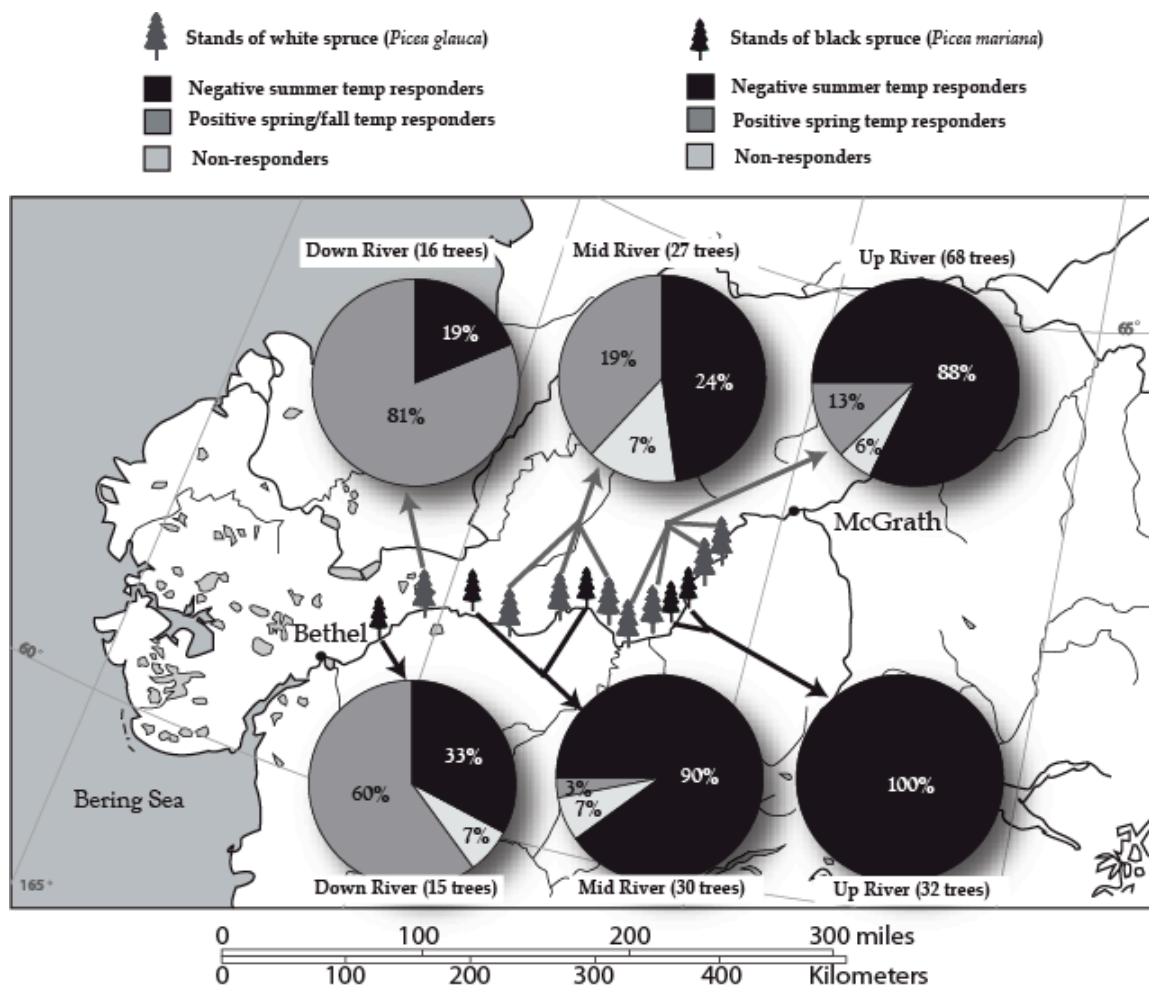 Stands of white spruce (Picea glauca)
Negative summer temp responders
Positive spring/fall temp responders
Non-responders
Stands of black spruce (Picea mariana)
Negative summer temp responders
Positive spring temp responders
Non-responders
Down River (16 trees)
Mid River (27 trees)
Up River (68 trees)
19%
81%
19%
24%
7%
88%
13%
6%
65°
McGrath
Bethel
60°
Bering Sea
165°
33%
60%
7%
90%
3%
7%
100%
Down River (15 trees)
Mid River (30 trees)
Up River (32 trees)
0 100 200 300 miles
0 100 200 300 400 Kilometers